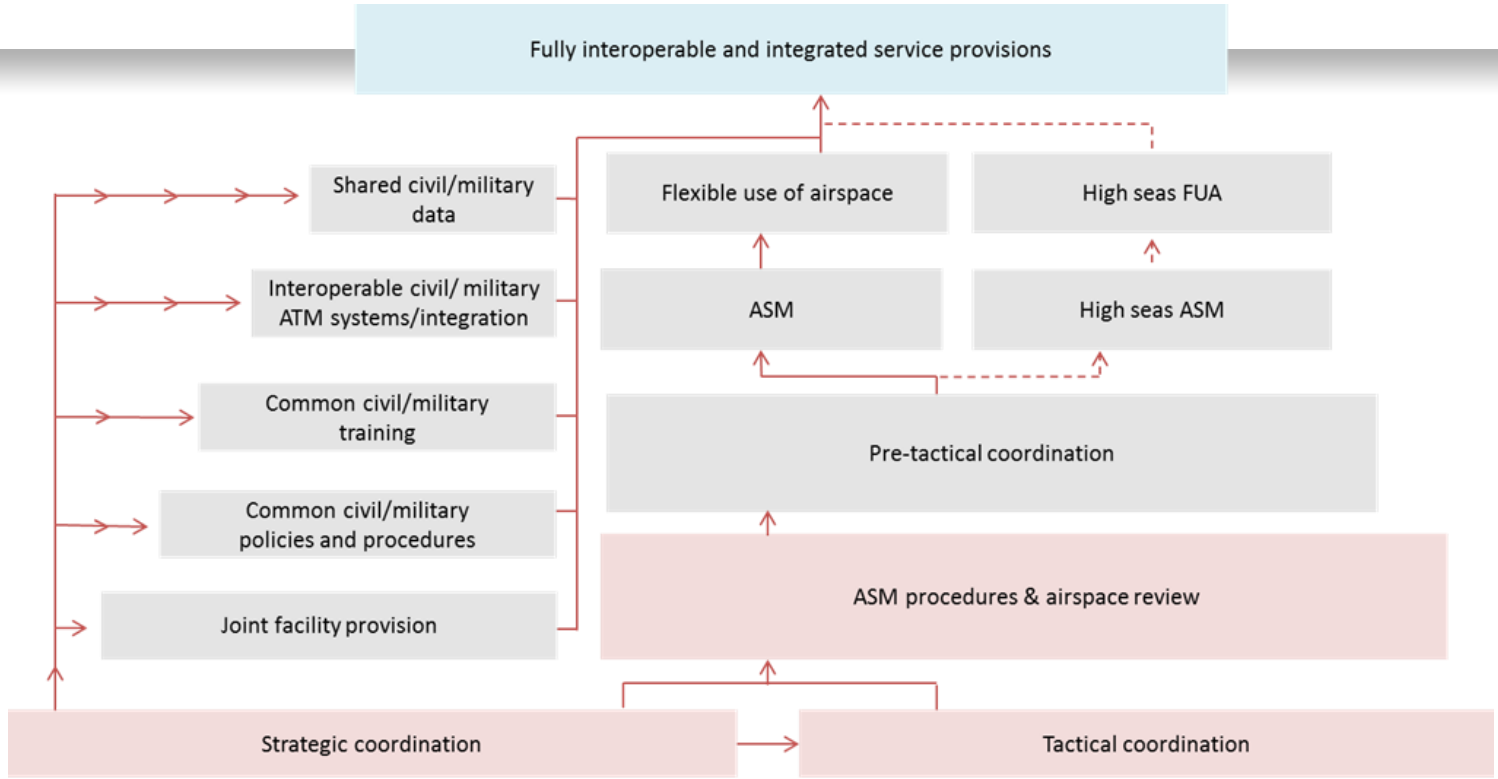 Fully interoperable and integrated service provisions
Shared civil/military
data
Flexible use of airspace
High seas FUA
Interoperable civil/ military
ATM systems/integration
ASM
High seas ASM
Common civil/military
training
Pre-tactical coordination
Common civil/military
policies and procedures
ASM procedures & airspace review
Joint facility provision
Strategic coordination
Tactical coordination